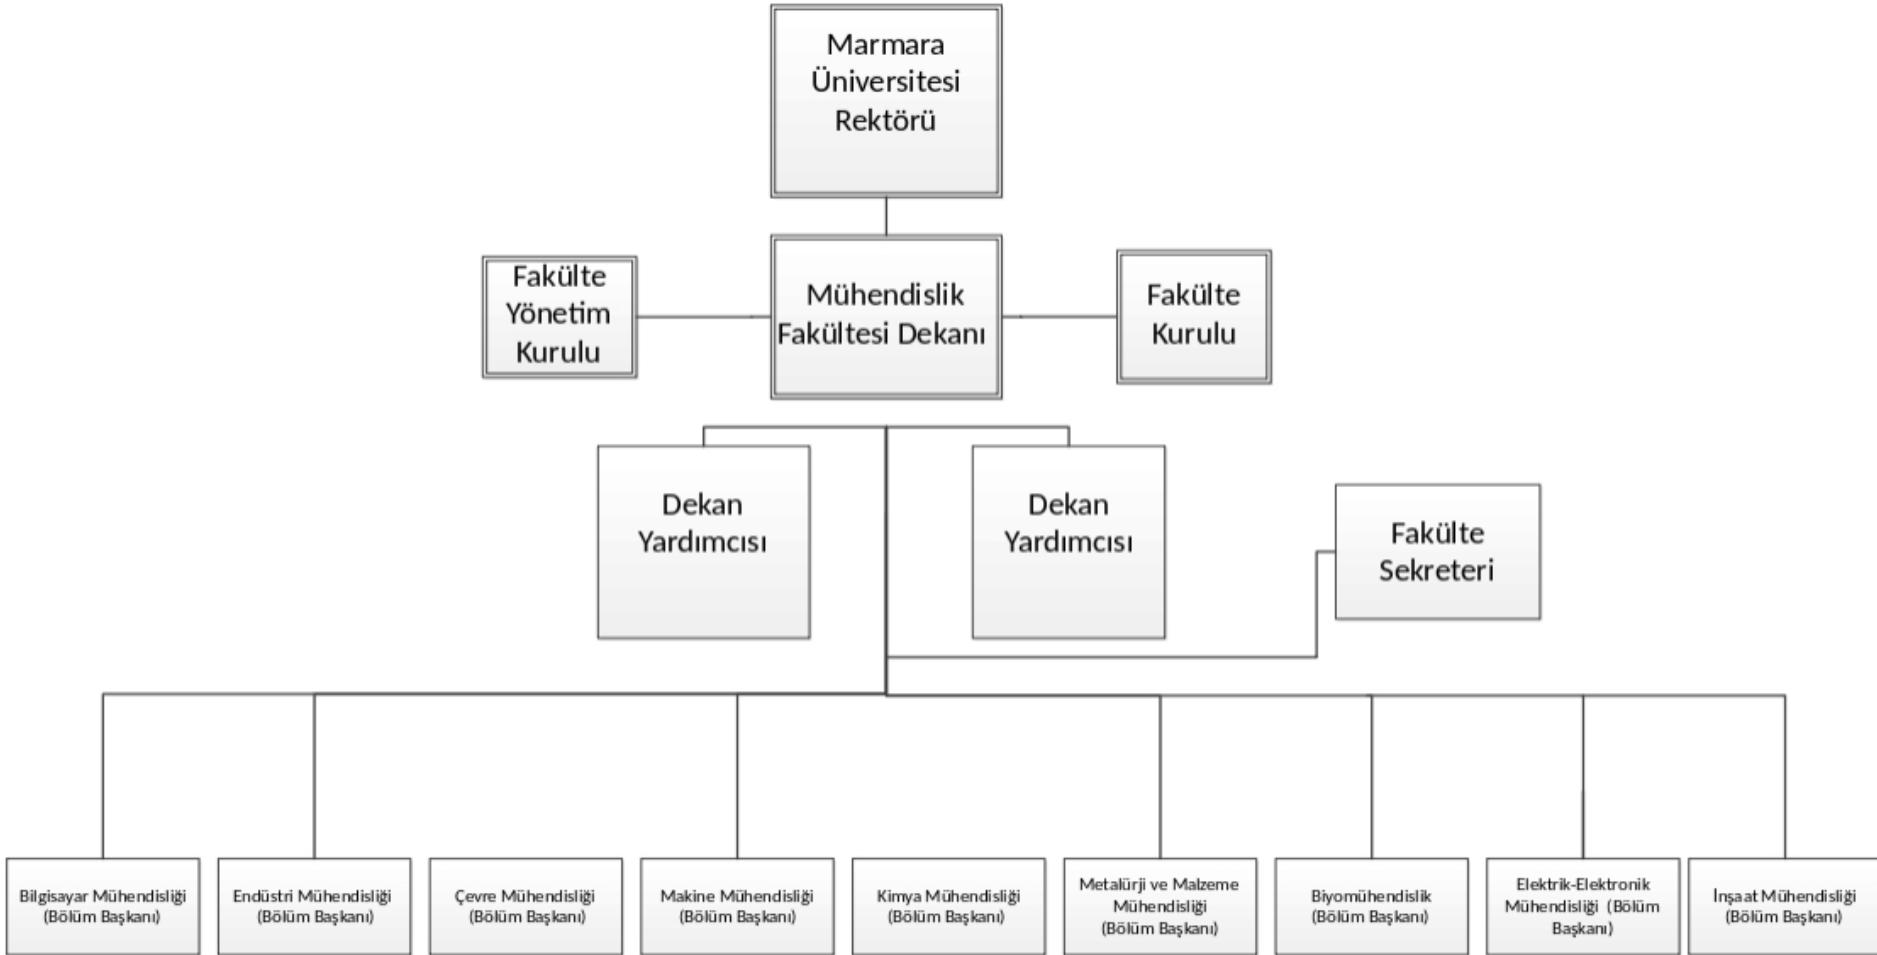 Marmara
Üniversitesi
Rektörü
Fakülte
Yönetim
Kurulu
Mühendislik
Fakültesi Dekanı
Fakülte
Kurulu
Dekan
Yardımcısı
Dekan
Yardımcısı
Fakülte
Sekreteri
Bilgisayar Mühendisliği
(Bölüm Başkanı)
Endüstri Mühendisliği
(Bölüm Başkanı)
Çevre Mühendisliği
(Bölüm Başkanı)
Makine Mühendisliği
(Bölüm Başkanı)
Kimya Mühendisliği
(Bölüm Başkanı)
Metalürji ve Malzeme
Mühendisliği
(Bölüm Başkanı)
Biyomühendislik
(Bölüm Başkanı)
Elektrik-Elektronik
Mühendisliği (Bölüm
Başkanı)
İnşaat Mühendisliği
(Bölüm Başkanı)